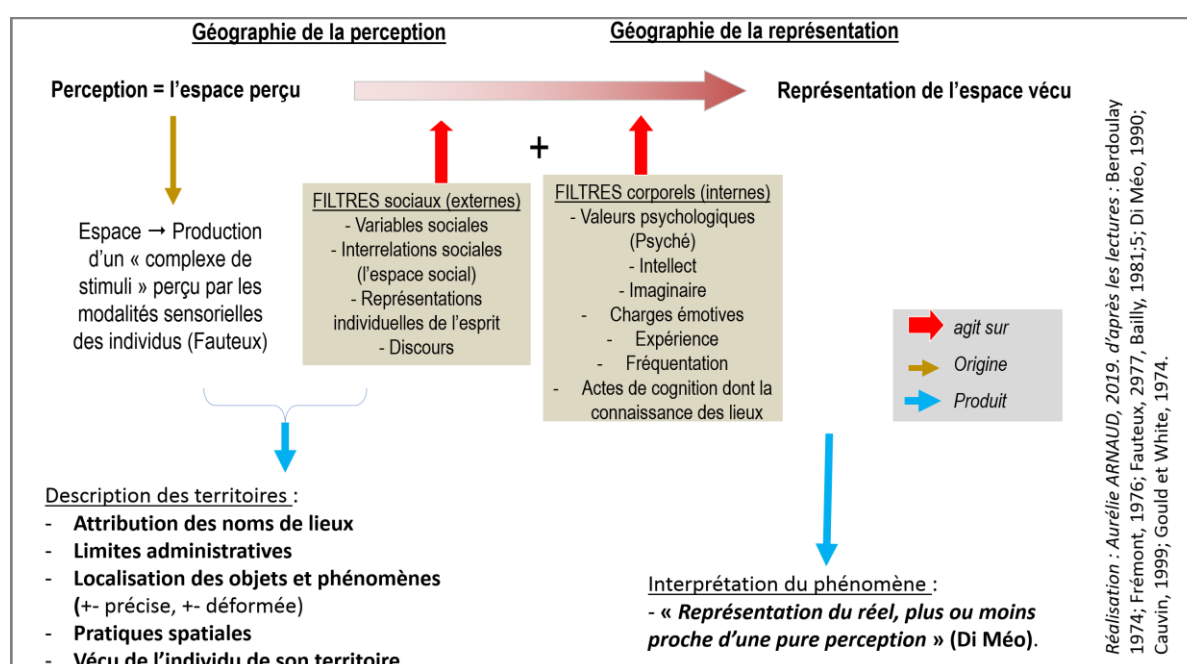 Géographie de la perception
Géographie de la représentation
Perception = l'espace perçu
Représentation de l'espace vécu
+
Espace → Production
d'un « complexe de
stimuli » perçu par les
modalités sensorielles
des individus (Fauteux)
FILTRES sociaux (externes)
- Variables sociales
- Interrelations sociales
(l'espace social)
- Représentations
individuelles de l'esprit
- Discours
FILTRES corporels (internes)
- Valeurs psychologiques
(Psyché)
- Intellect
- Imaginaire
- Charges émotives
- Expérience
- Fréquentation
- Actes de cognition dont la
connaissance des lieux
agit sur
Origine
Produit
Description des territoires :
- Attribution des noms de lieux
- Limites administratives
- Localisation des objets et phénomènes
(+- précise, +- déformée)
- Pratiques spatiales
- Vécu de l'individu de son territoire
Interprétation du phénomène :
- « Représentation du réel, plus ou moins
proche d'une pure perception » (Di Méo).
Réalisation : Aurélie ARNAUD, 2019. d'après les lectures : Berdoulay
1974; Frémont, 1976; Fauteux, 2977, Bailly, 1981;5; Di Méo, 1990;
Cauvin, 1999; Gould et White, 1974.